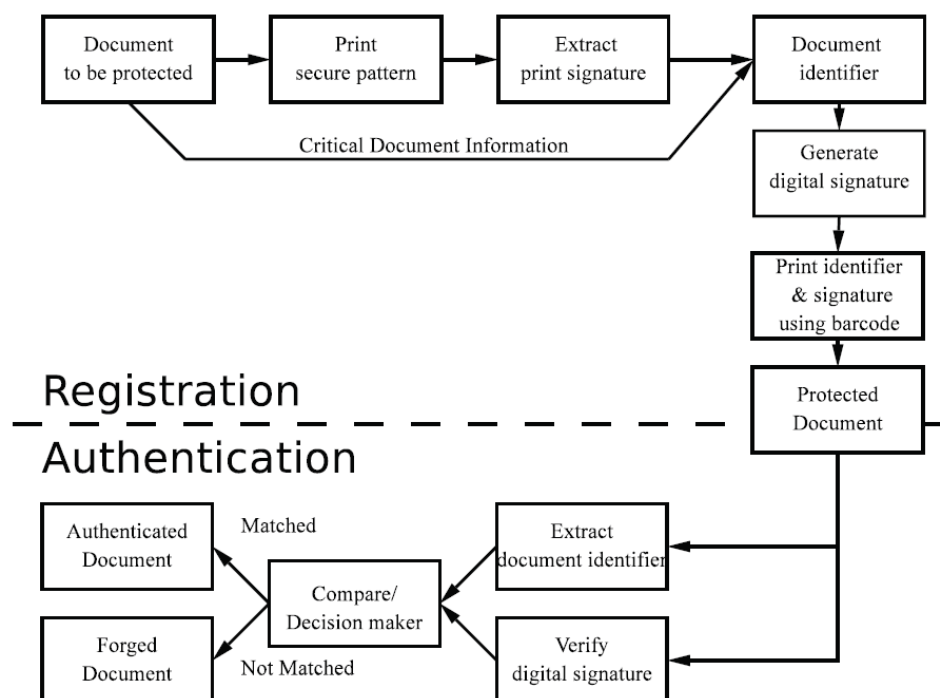 Document
to be protected
Print
secure pattern
Extract
print signature
Document
identifier
Critical Document Information
Generate
digital signature
Print identifier
& signature
using barcode
Registration
Protected
Document
Authentication
Authenticated
Document
Matched
Extract
document identifier
Compare/
Decision maker
Forged
Document
Not Matched
Verify
digital signature